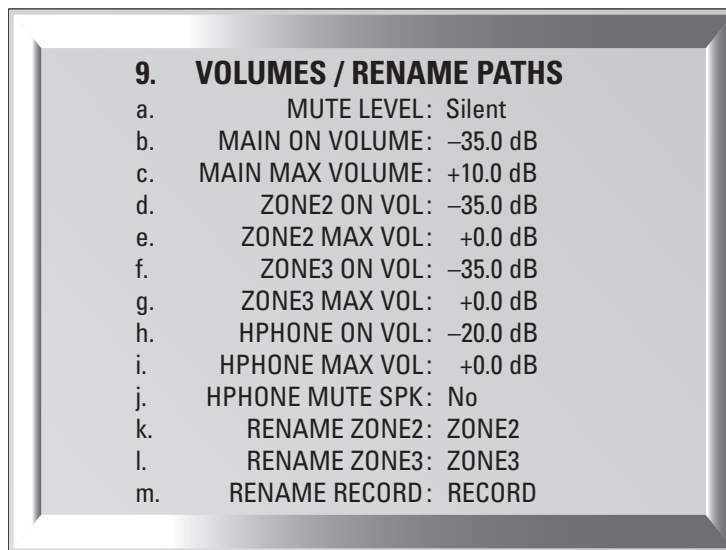 9. VOLUMES / RENAME PATHS
a. MUTE LEVEL: Silent
b. MAIN ON VOLUME: –35.0 dB
c. MAIN MAX VOLUME: +10.0 dB
d. ZONE2 ON VOL: –35.0 dB
e. ZONE2 MAX VOL: +0.0 dB
f. ZONE3 ON VOL: –35.0 dB
g. ZONE3 MAX VOL: +0.0 dB
h. HPHONE ON VOL: –20.0 dB
i. HPHONE MAX VOL: +0.0 dB
j. HPHONE MUTE SPK: No
k. RENAME ZONE2: ZONE2
l. RENAME ZONE3: ZONE3
m. RENAME RECORD: RECORD